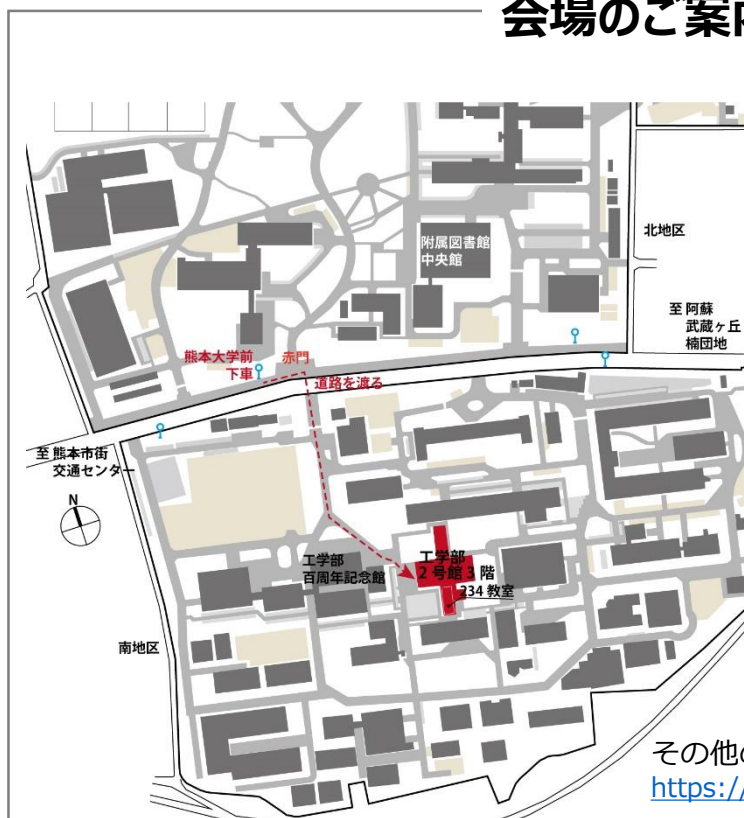 会場のご案内
附属図書館
中央館
北地区
至 阿蘇
武蔵ヶ丘
楠団地
熊本大学前
下車
赤門
道路を渡る
至 熊本市街
交通センター
N
工学部
百周年記念館
工学部
2 号館 3 階
234 教室
南地区
その他の
https://